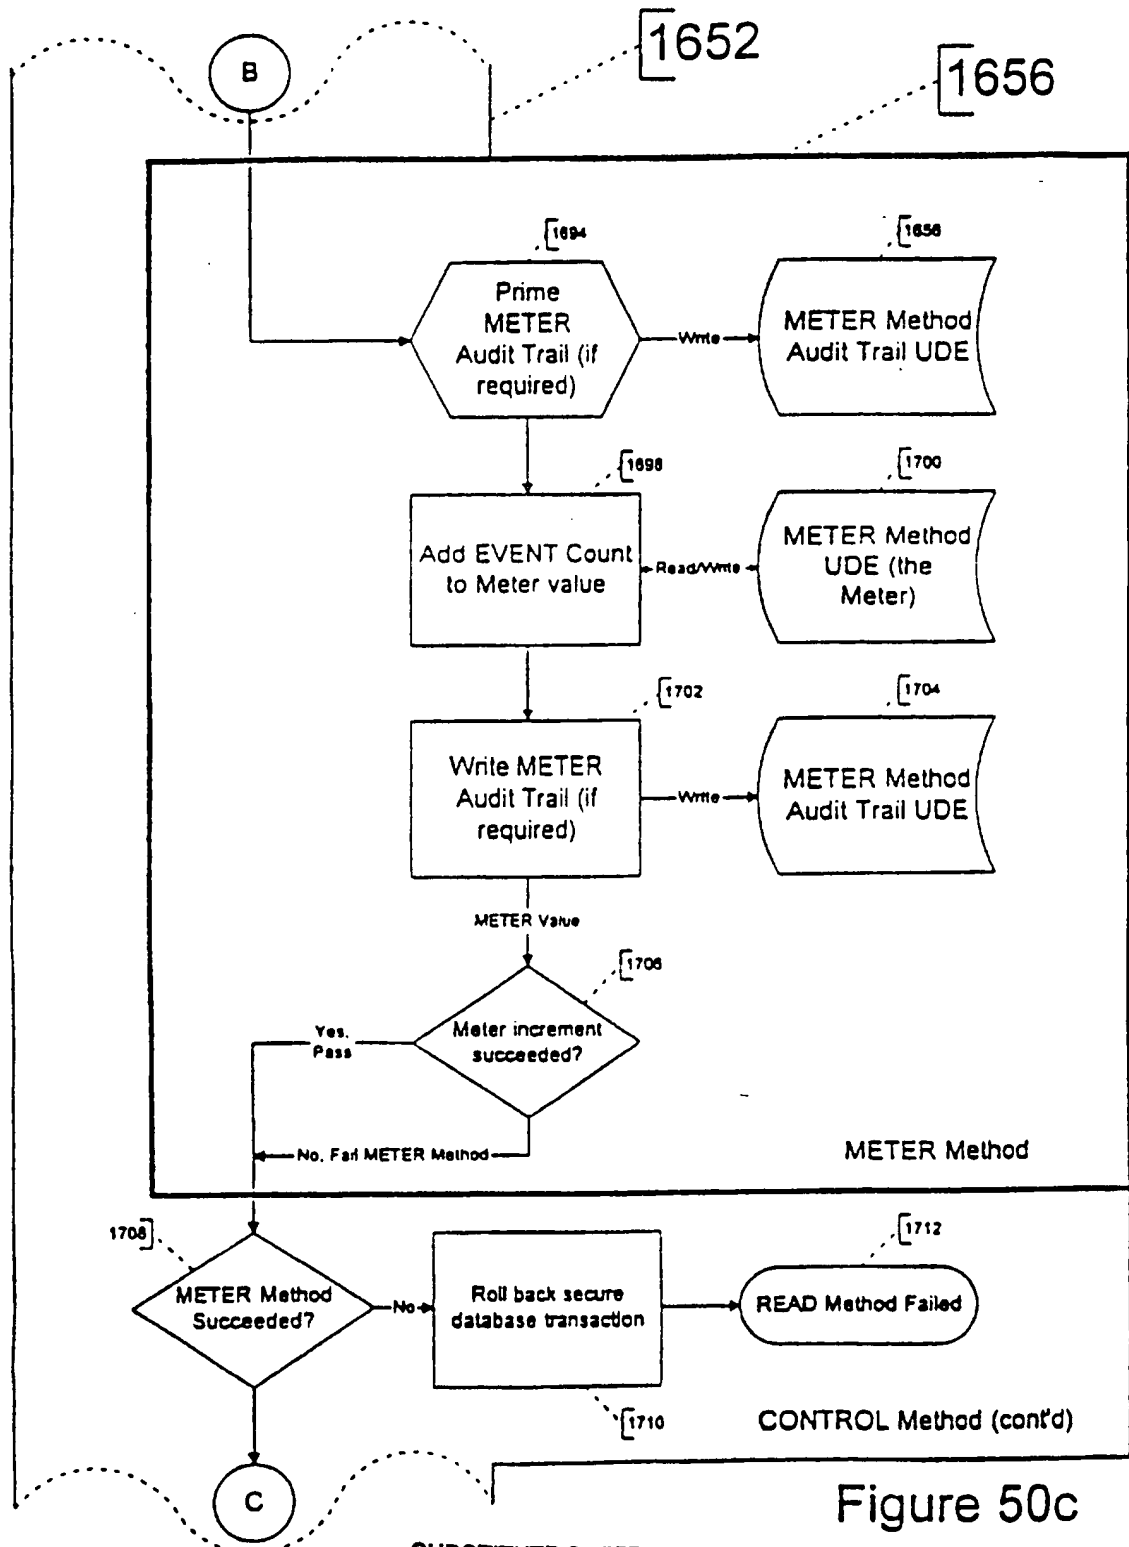 1652
B
1656
1694
1656
Prime
METER
Audit Trail (if
required)
Write
METER Method
Audit Trail UDE
1698
1700
Add EVENT Count
to Meter value
Read/Write
METER Method
UDE (the
Meter)
1702
1704
Write METER
Audit Trail (if
required)
Write
METER Method
Audit Trail UDE
METER Value
1706
Meter increment
succeeded?
Yes,
Pass
No, Fail METER Method
METER Method
1708
1712
METER Method
Succeeded?
No
Roll back secure
database transaction
READ Method Failed
1710
CONTROL Method (cont'd)
C
Figure 50c